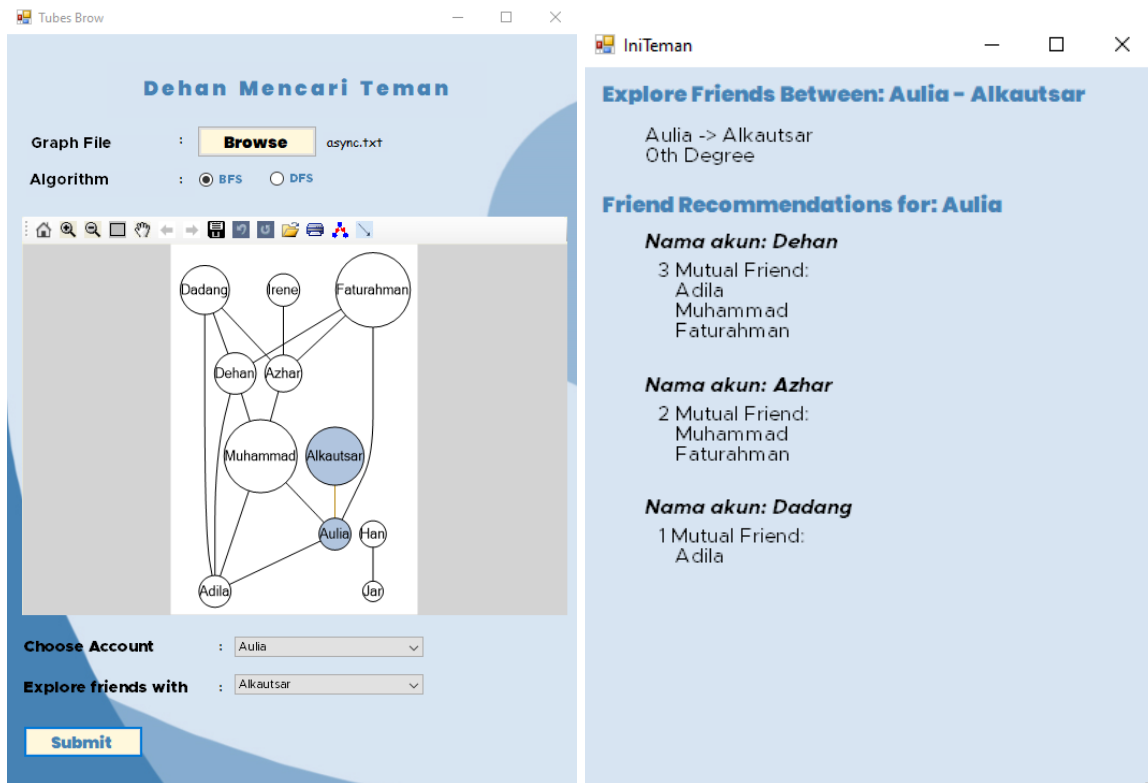 Tubes Brow
Dehan Mencari Teman
Graph File : Browse async.txt
Algorithm : BFS DFS
Dadang Irene Faturahman
Dehan Azhar
Muhammad Alkautsar
Aulia Han
Adila Jar
Choose Account : Aulia
Explore friends with : Alkautsar
Submit
IniTeman
Explore Friends Between: Aulia - Alkautsar
Aulia -> Alkautsar
0th Degree
Friend Recommendations for: Aulia
Nama akun: Dehan
3 Mutual Friend:
Adila
Muhammad
Faturahman
Nama akun: Azhar
2 Mutual Friend:
Muhammad
Faturahman
Nama akun: Dadang
1 Mutual Friend:
Adila